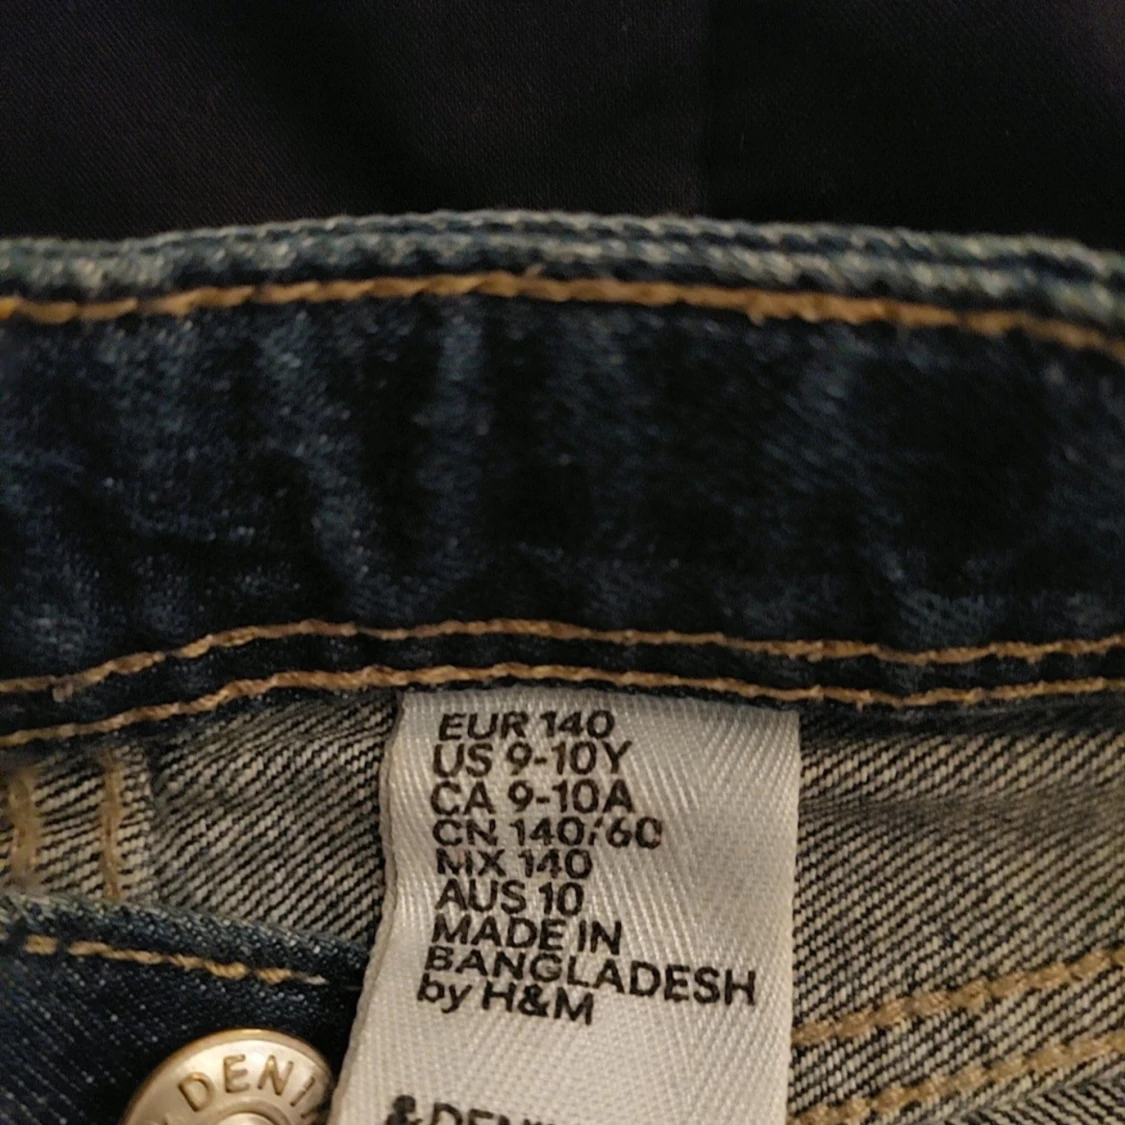 EUR 140
US 9-10Y
CA 9-10A
CN 140/60
MX 140
AUS 10
MADE IN
BANGLADESH
by H&M